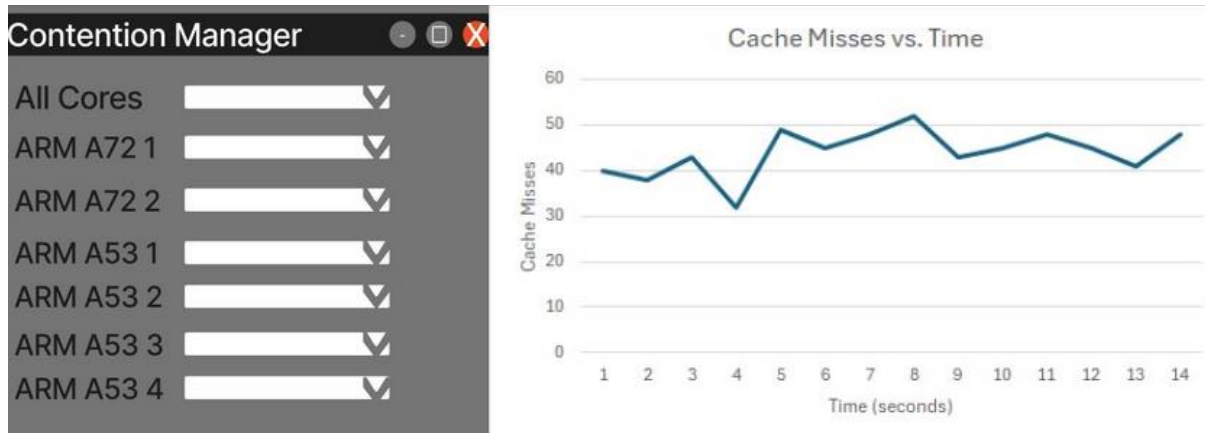 Contention Manager
X
All Cores
ARM A72 1
ARM A72 2
ARM A53 1
ARM A53 2
ARM A53 3
ARM A53 4
Cache Misses vs. Time
Cache Misses
60
50
40
30
20
10
0
1 2 3 4 5 6 7 8 9 10 11 12 13 14
Time (seconds)